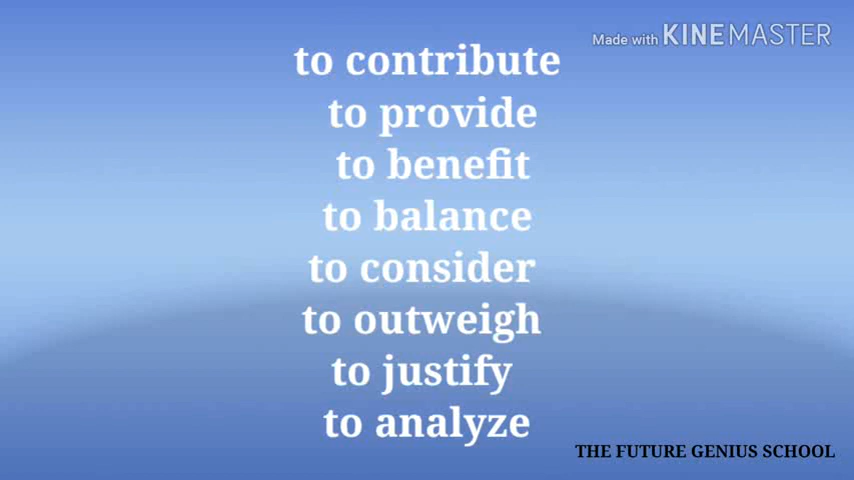 Made with KINEMASTER
to contribute
to provide
to benefit
to balance
to consider
to outweigh
to justify
to analyze
THE FUTURE GENIUS SCHOOL